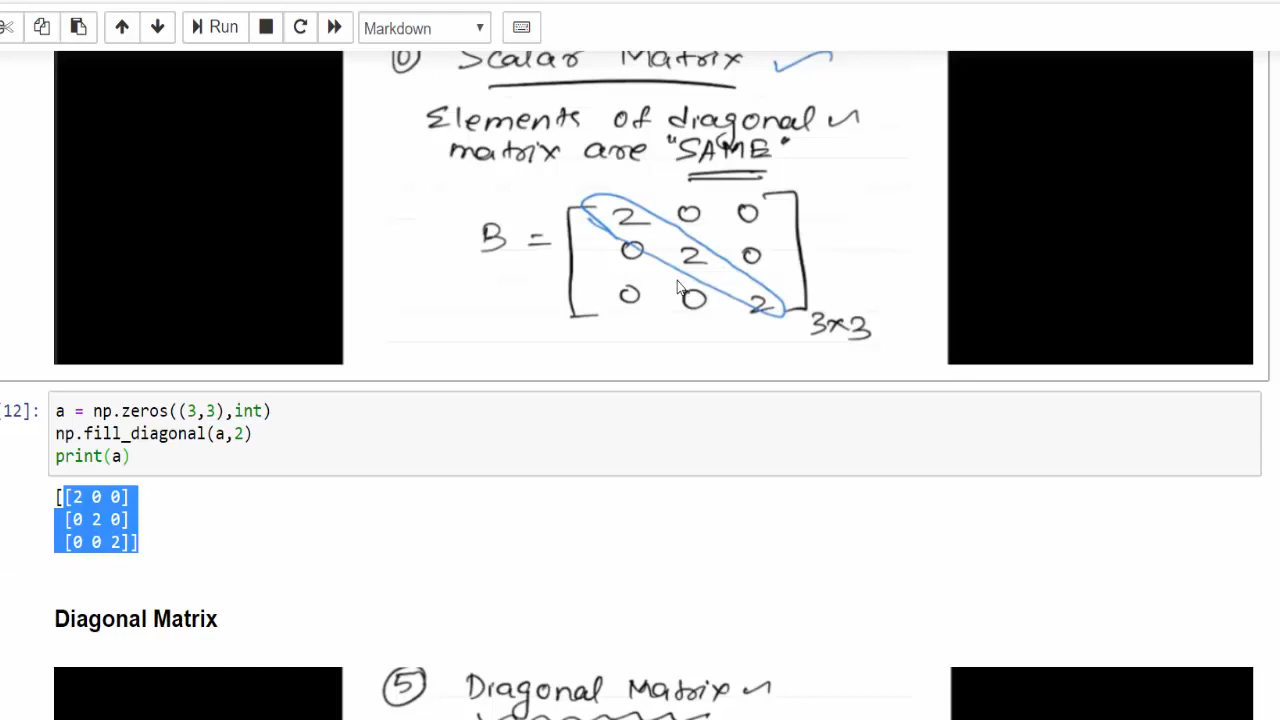 Run
Markdown
Scalar Matrix
Elements of diagonal
matrix are "SAME"
B =
2 0 0
0 2 0
0 0 2
3×3
[12]:
a = np.zeros((3,3),int)
np.fill_diagonal(a,2)
print(a)
[[2 0 0]
[0 2 0]
[0 0 2]]
Diagonal Matrix
5 Diagonal Matrix